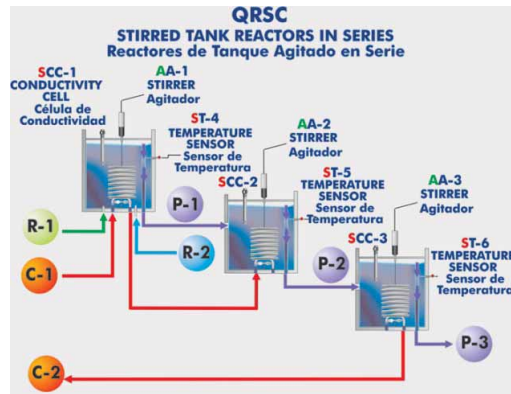 QRSC
STIRRED TANK REACTORS IN SERIES
Reactores de Tanque Agitado en Serie
SCC-1
CONDUCTIVITY
CELL
Célula de
Conductividad
AA-1
STIRRER
Agitador
ST-4
TEMPERATURE
SENSOR
Sensor de
Temperatura
AA-2
STIRRER
Agitador
SCC-2
ST-5
TEMPERATURE
SENSOR
Sensor de
Temperatura
AA-3
STIRRER
Agitador
P-1
R-1
R-2
C-1
SCC-3
ST-6
TEMPERATURE
SENSOR
Sensor de
Temperatura
P-2
P-3
C-2